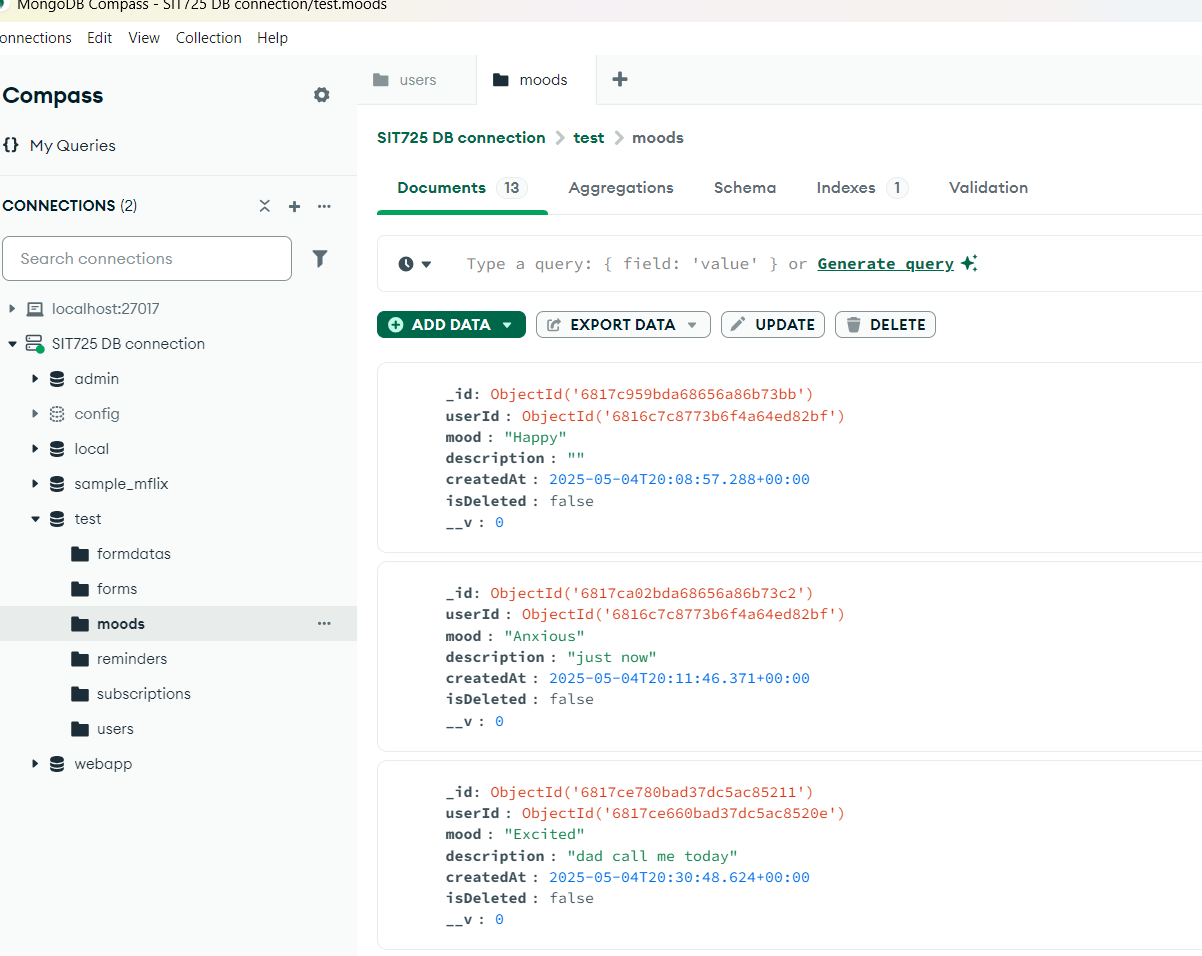 MongoDB Compass - SIT725 DB connection/test.moods
onnections Edit View Collection Help
Compass
{} My Queries
CONNECTIONS (2)
Search connections
localhost:27017
SIT725 DB connection
admin
config
local
sample_mflix
test
formdatas
forms
moods
reminders
subscriptions
users
webapp
users moods
SIT725 DB connection > test > moods
Documents 13 Aggregations Schema Indexes 1 Validation
Type a query: { field: 'value' } or Generate query
ADD DATA EXPORT DATA UPDATE DELETE
_id: ObjectId('6817c959bda68656a86b73bb')
userId : ObjectId('6816c7c8773b6f4a64ed82bf')
mood : "Happy"
description : ""
createdAt : 2025-05-04T20:08:57.288+00:00
isDeleted : false
__v : 0
_id: ObjectId('6817ca02bda68656a86b73c2')
userId : ObjectId('6816c7c8773b6f4a64ed82bf')
mood : "Anxious"
description : "just now"
createdAt : 2025-05-04T20:11:46.371+00:00
isDeleted : false
__v : 0
_id: ObjectId('6817ce780bad37dc5ac85211')
userId : ObjectId('6817ce660bad37dc5ac8520e')
mood : "Excited"
description : "dad call me today"
createdAt : 2025-05-04T20:30:48.624+00:00
isDeleted : false
__v : 0